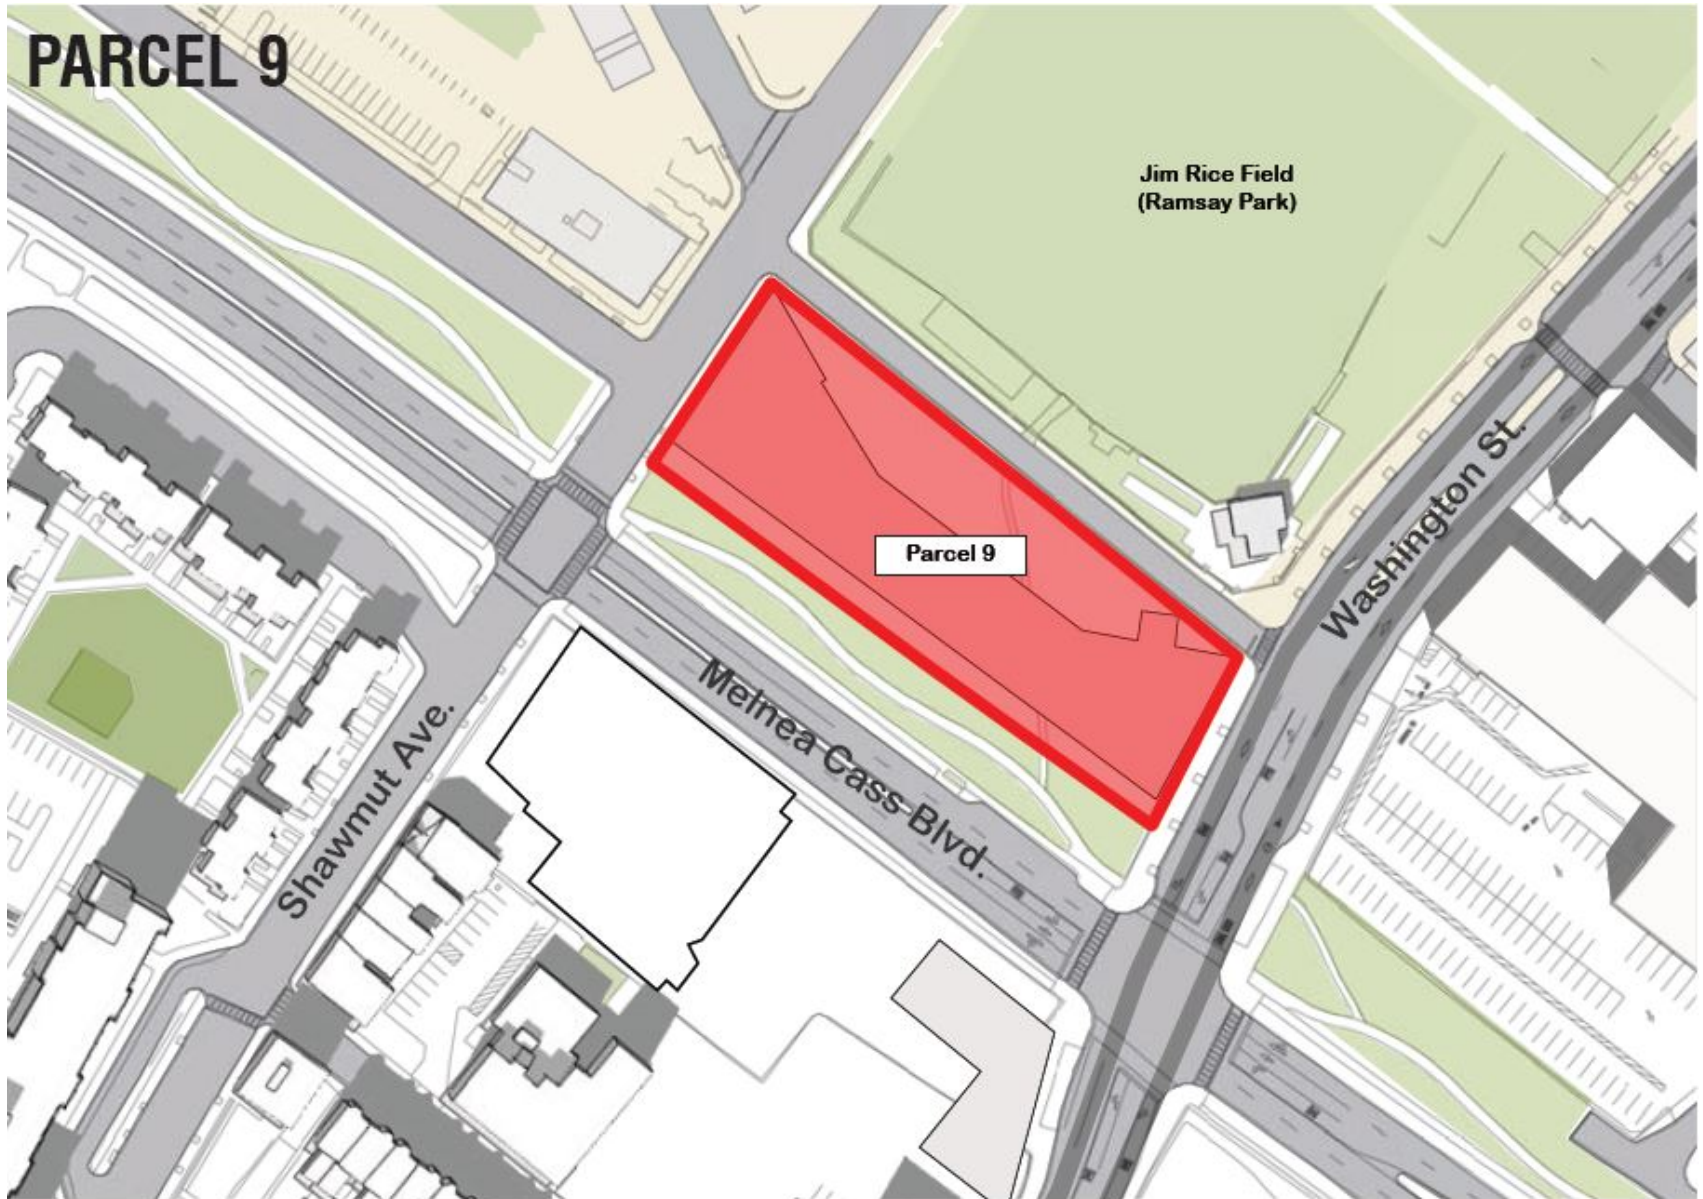 PARCEL 9
Jim Rice Field
(Ramsay Park)
Washington St.
Parcel 9
Melnea Cass Blvd.
Shawmut Ave.